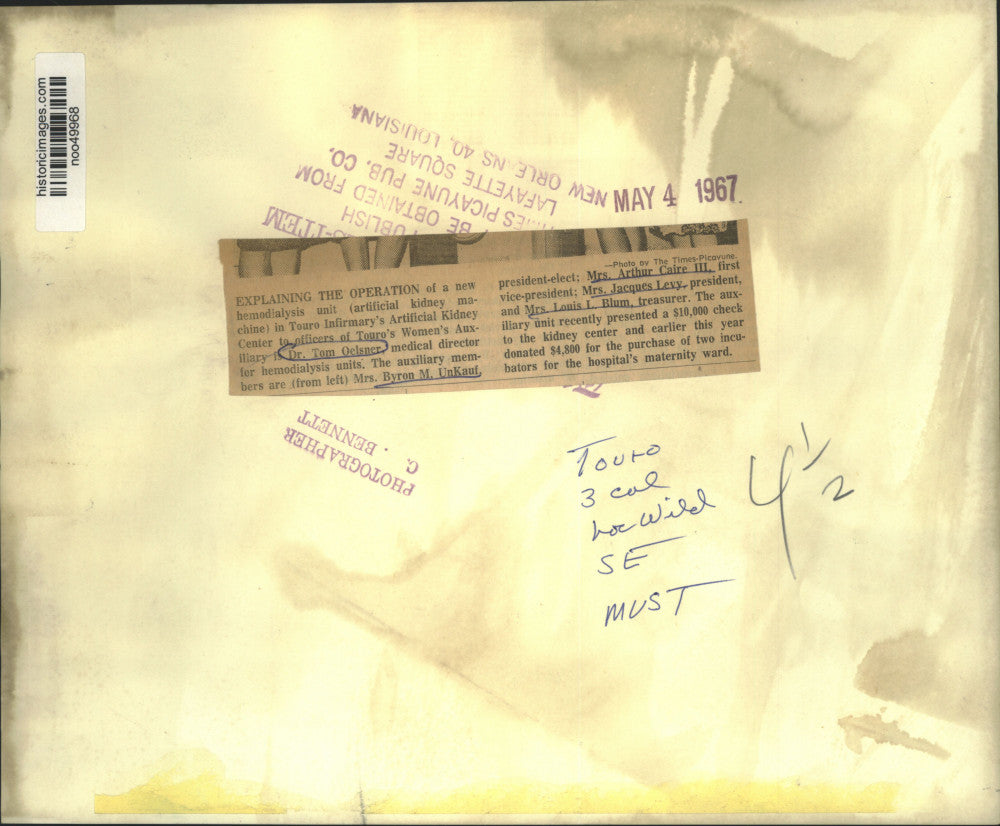 historicimages.com
noo49968
NEW ORLE NS 40, LOUISIANA
LAFAYETTE SQUARE
MES PICAYUNE PUB. CO.
BE OBTAINED FROM
UBLISH
S-ITEM
MAY 4 1967
—Photo by The Times-Picayune.
EXPLAINING THE OPERATION of a new
hemodialysis unit (artificial kidney ma-
chine) in Touro Infirmary's Artificial Kidney
Center to officers of Touro's Women's Aux-
iliary is Dr. Tom Oelsner, medical director
for hemodialysis units. The auxiliary mem-
bers are (from left) Mrs. Byron M. UnKauf,
president-elect; Mrs. Arthur Caire III, first
vice-president; Mrs. Jacques Levy, president,
and Mrs. Louis L. Blum, treasurer. The aux-
iliary unit recently presented a $10,000 check
to the kidney center and earlier this year
donated $4,800 for the purchase of two incu-
bators for the hospital's maternity ward.
PHOTOGRAPHER
C. BENNETT
Touro
3 col
Wild
SE
MUST
4 1/2